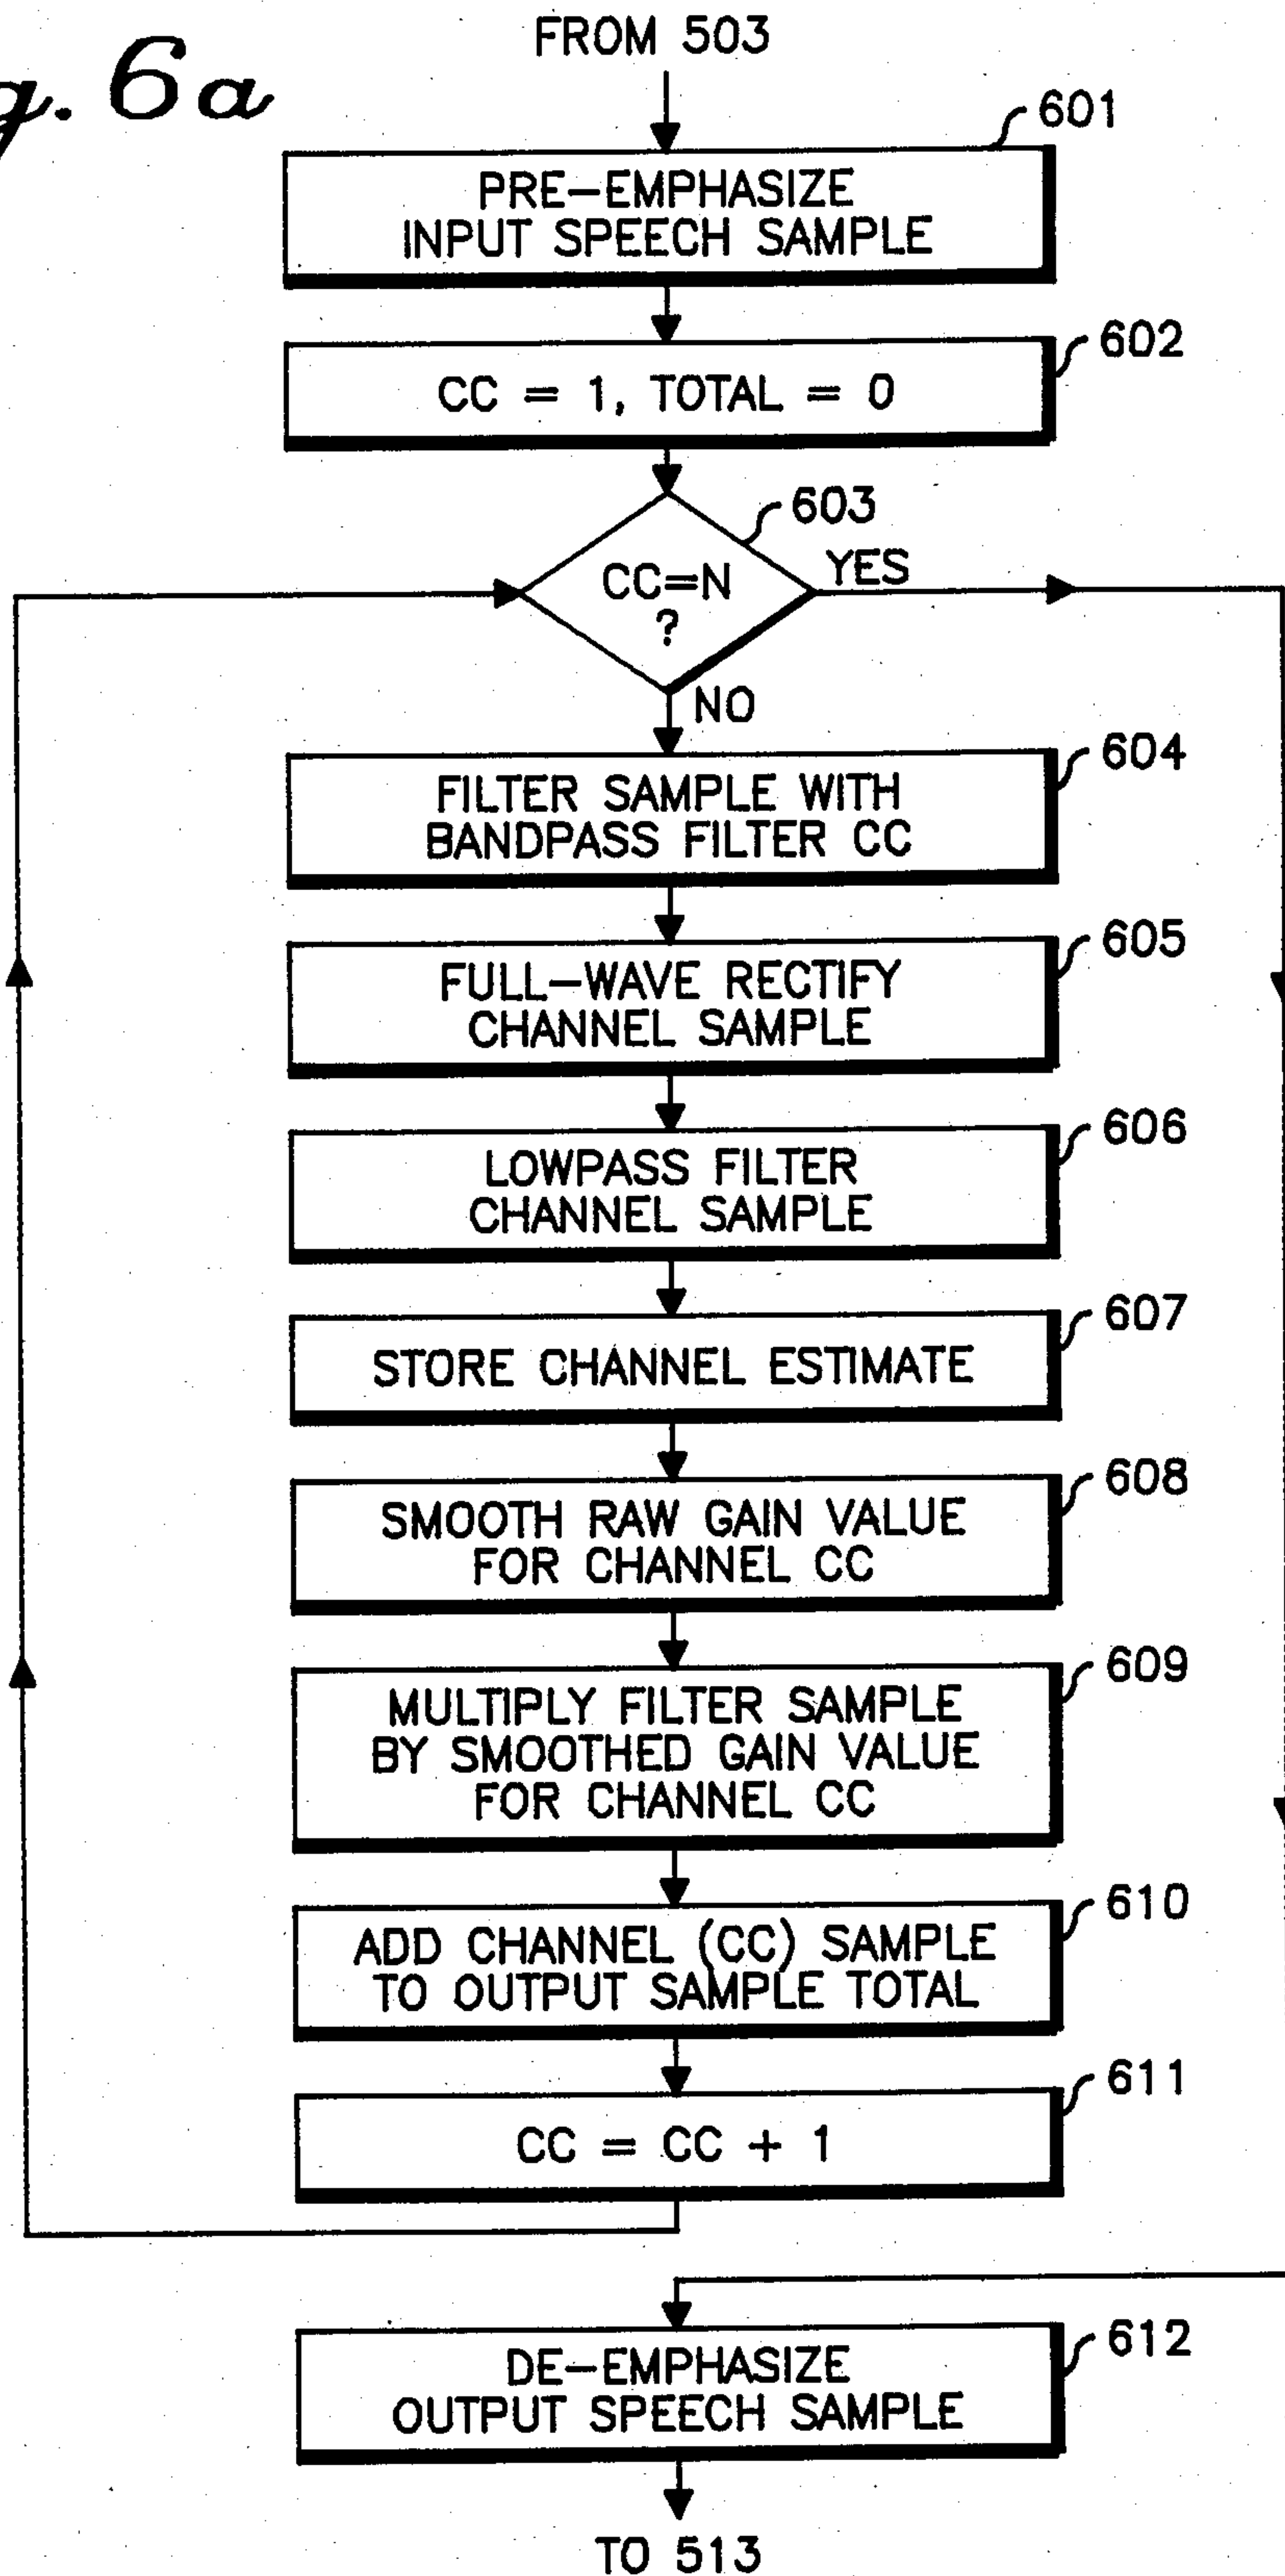 g. 6a
FROM 503
601
PRE-EMPHASIZE
INPUT SPEECH SAMPLE
602
CC = 1, TOTAL = 0
603
CC=N
?
YES
NO
604
FILTER SAMPLE WITH
BANDPASS FILTER CC
605
FULL-WAVE RECTIFY
CHANNEL SAMPLE
606
LOWPASS FILTER
CHANNEL SAMPLE
607
STORE CHANNEL ESTIMATE
608
SMOOTH RAW GAIN VALUE
FOR CHANNEL CC
609
MULTIPLY FILTER SAMPLE
BY SMOOTHED GAIN VALUE
FOR CHANNEL CC
610
ADD CHANNEL (CC) SAMPLE
TO OUTPUT SAMPLE TOTAL
611
CC = CC + 1
612
DE-EMPHASIZE
OUTPUT SPEECH SAMPLE
TO 513